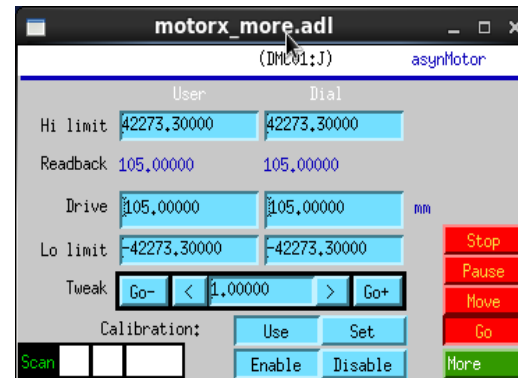 motorx_more.adl
(DMC01:J) asynMotor
User Dial
Hi limit 42273.30000 42273.30000
Readback 105.00000 105.00000
Drive 105.00000 105.00000 mm
Lo limit -42273.30000 -42273.30000
Stop
Pause
Tweak Go- < 1.00000 > Go+
Move
Calibration: Use Set Go
Scan Enable Disable More